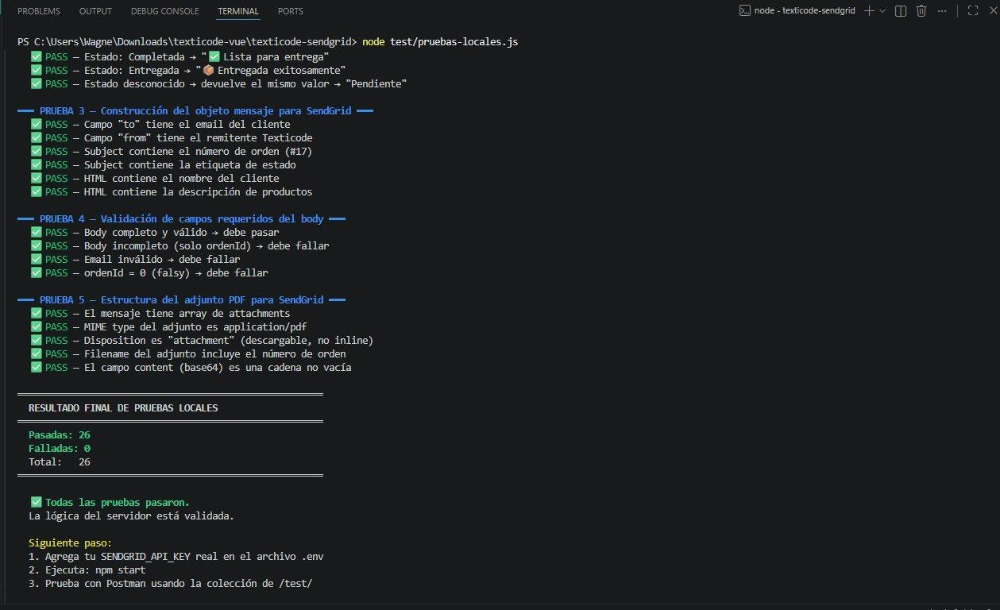 PROBLEMS OUTPUT DEBUG CONSOLE TERMINAL PORTS node - texticode-sendgrid
PS C:\Users\Wagne\Downloads\texticode-vue\texticode-sendgrid> node test/pruebas-locales.js
✅ PASS — Estado: Completada → "✅ Lista para entrega"
✅ PASS — Estado: Entregada → "📦 Entregada exitosamente"
✅ PASS — Estado desconocido → devuelve el mismo valor → "Pendiente"
━━━ PRUEBA 3 — Construcción del objeto mensaje para SendGrid ━━━
✅ PASS — Campo "to" tiene el email del cliente
✅ PASS — Campo "from" tiene el remitente Texticode
✅ PASS — Subject contiene el número de orden (#17)
✅ PASS — Subject contiene la etiqueta de estado
✅ PASS — HTML contiene el nombre del cliente
✅ PASS — HTML contiene la descripción de productos
━━━ PRUEBA 4 — Validación de campos requeridos del body ━━━
✅ PASS — Body completo y válido → debe pasar
✅ PASS — Body incompleto (solo ordenId) → debe fallar
✅ PASS — Email inválido → debe fallar
✅ PASS — ordenId = 0 (falsy) → debe fallar
━━━ PRUEBA 5 — Estructura del adjunto PDF para SendGrid ━━━
✅ PASS — El mensaje tiene array de attachments
✅ PASS — MIME type del adjunto es application/pdf
✅ PASS — Disposition es "attachment" (descargable, no inline)
✅ PASS — Filename del adjunto incluye el número de orden
✅ PASS — El campo content (base64) es una cadena no vacía
RESULTADO FINAL DE PRUEBAS LOCALES
Pasadas: 26
Falladas: 0
Total: 26
✅ Todas las pruebas pasaron.
La lógica del servidor está validada.
Siguiente paso:
1. Agrega tu SENDGRID_API_KEY real en el archivo .env
2. Ejecuta: npm start
3. Prueba con Postman usando la colección de /test/